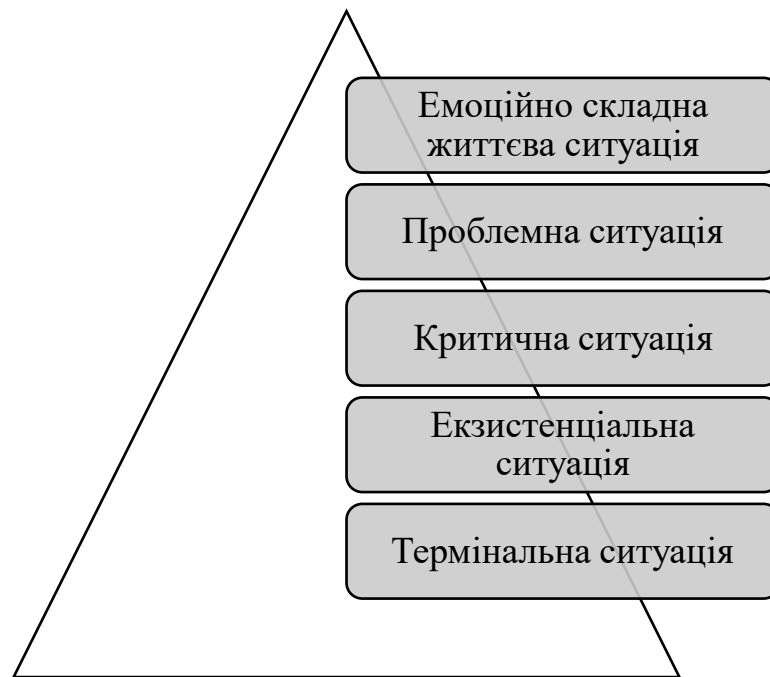 Емоційно складна
життєва ситуація
Проблемна ситуація
Критична ситуація
Екзистенціальна
ситуація
Термінальна ситуація